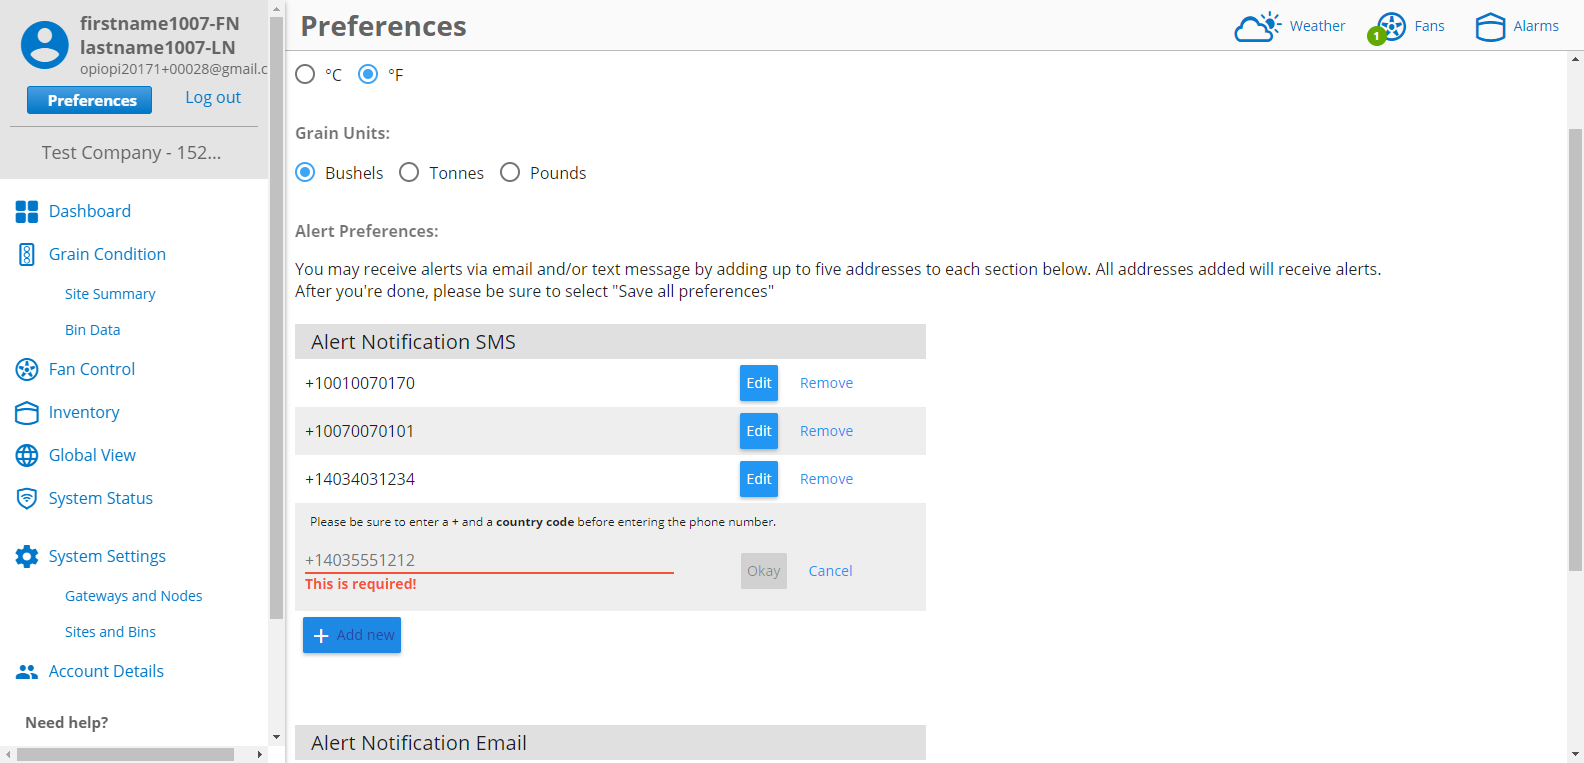 firstname1007-FN
lastname1007-LN
opiopi20171+00028@gmail.c
Preferences
Log out
Test Company - 152...
Dashboard
Grain Condition
Site Summary
Bin Data
Fan Control
Inventory
Global View
System Status
System Settings
Gateways and Nodes
Sites and Bins
Account Details
Need help?
Preferences
Weather
1
Fans
Alarms
°C
°F
Grain Units:
Bushels
Tonnes
Pounds
Alert Preferences:
You may receive alerts via email and/or text message by adding up to five addresses to each section below. All addresses added will receive alerts.
After you're done, please be sure to select "Save all preferences"
Alert Notification SMS
+10010070170
Edit
Remove
+10070070101
Edit
Remove
+14034031234
Edit
Remove
Please be sure to enter a + and a country code before entering the phone number.
+14035551212
This is required!
Okay
Cancel
+ Add new
Alert Notification Email